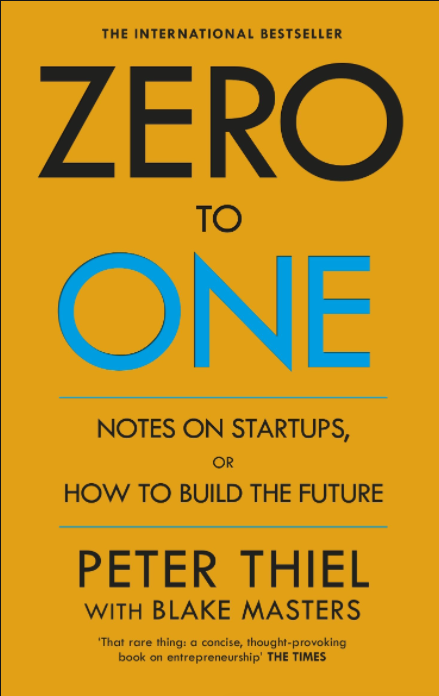 THE INTERNATIONAL BESTSELLER
ZERO
TO
ONE
NOTES ON STARTUPS,
OR
HOW TO BUILD THE FUTURE
PETER THIEL
WITH BLAKE MASTERS
'That rare thing: a concise, thought-provoking
book on entrepreneurship' THE TIMES